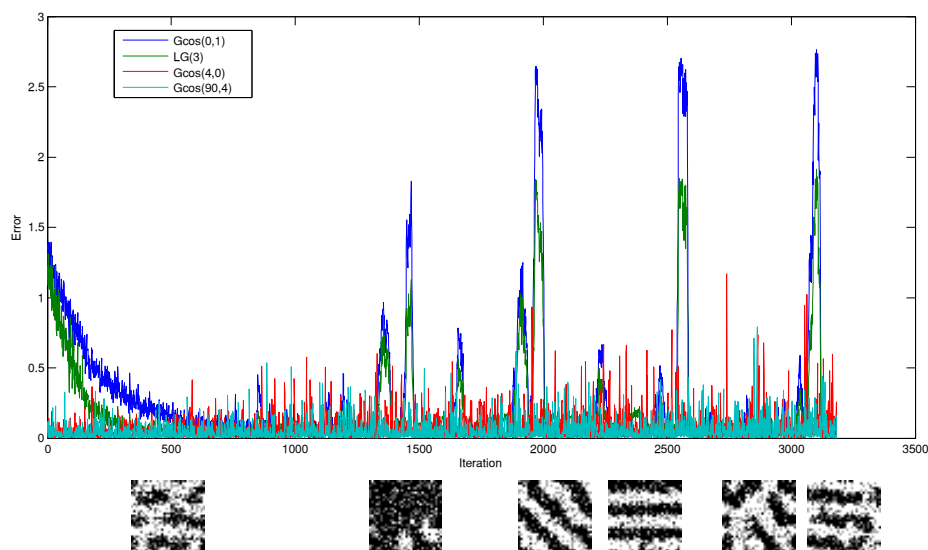 3
2.5
2
1.5
1
0.5
0
Error
Gcos(0,1)
LG(3)
Gcos(4,0)
Gcos(90,4)
0 500 1000 1500 2000 2500 3000 3500
Iteration